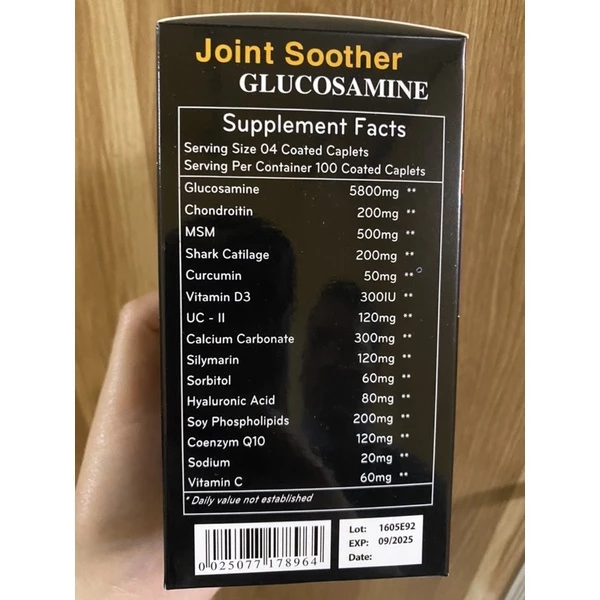 Joint Soother
GLUCOSAMINE
Supplement Facts
Serving Size 04 Coated Caplets
Serving Per Container 100 Coated Caplets
Glucosamine 5800mg **
Chondroitin 200mg **
MSM 500mg **
Shark Catilage 200mg **
Curcumin 50mg **
Vitamin D3 300IU **
UC - II 120mg **
Calcium Carbonate 300mg **
Silymarin 120mg **
Sorbitol 60mg **
Hyaluronic Acid 80mg **
Soy Phospholipids 200mg **
Coenzym Q10 120mg **
Sodium 20mg **
Vitamin C 60mg **
* Daily value not established
Lot: 1605E92
EXP: 09/2025
Date:
0 025077 178964